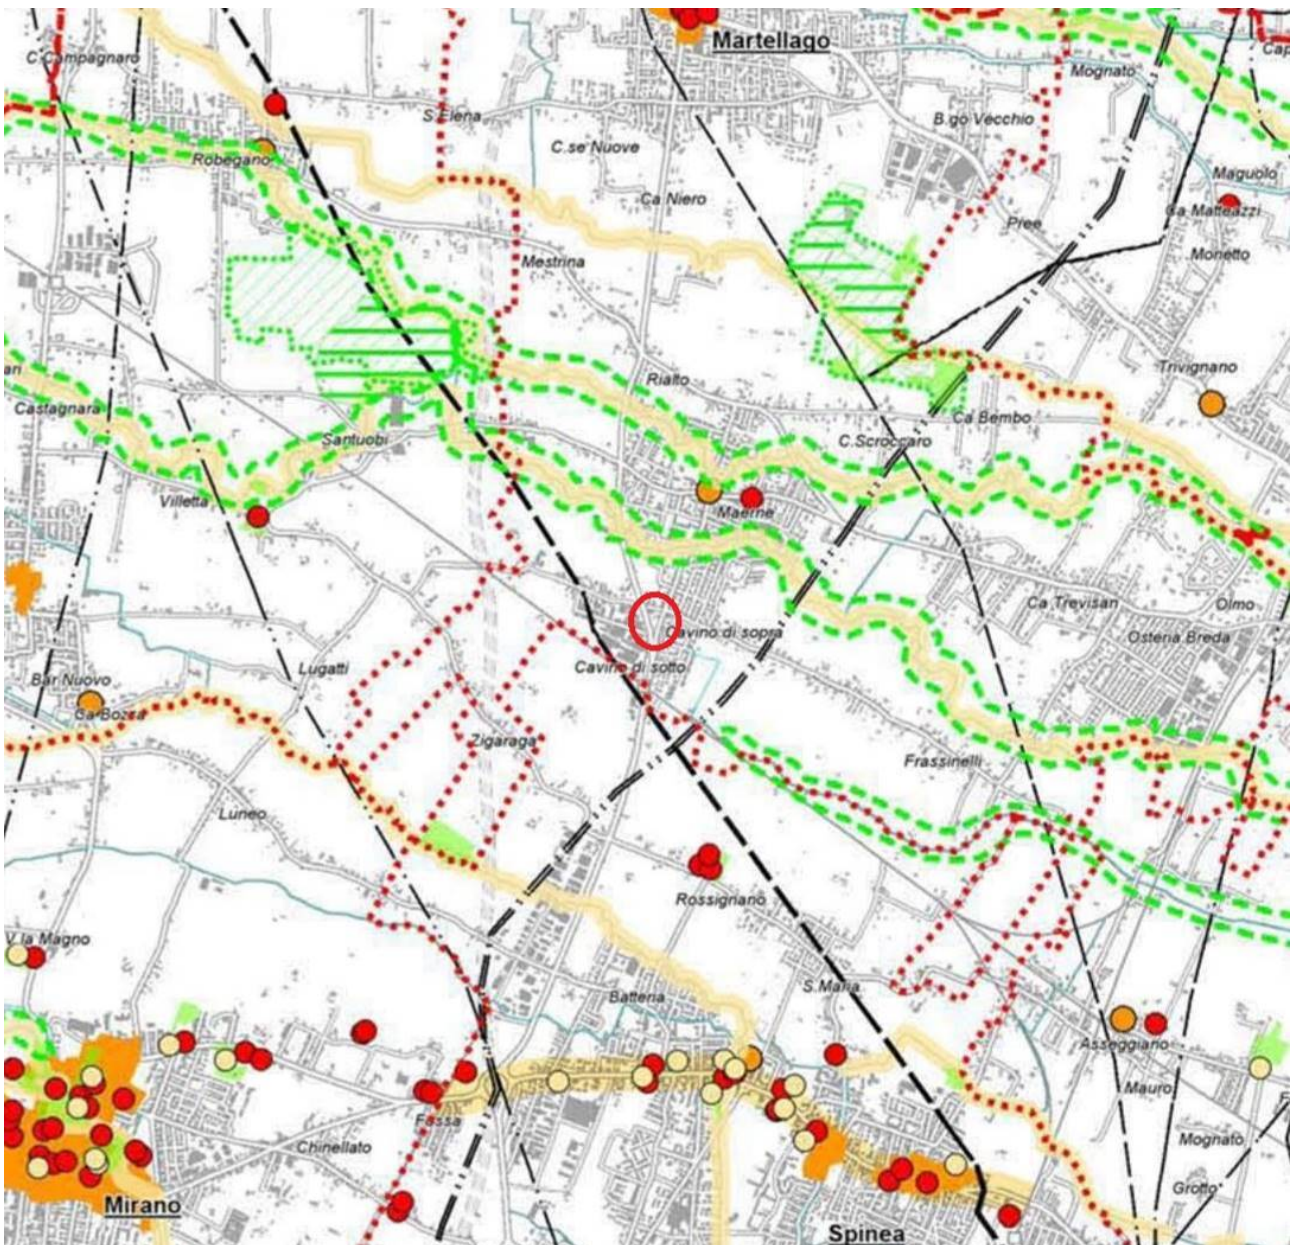 Martellago
C.Campagnaro
Mognato
S.Elena
B.go Vecchio
C.se Nuove
Robegano
Maguolo
Ca Niero
Ca Matteazzi
Pree
Monetto
Mestrina
Trivignano
Rialto
Castagnara
Ca Bembo
Santuobi
C.Scroccaro
Villetta
Maerne
Ca Trevisan
Olmo
Cavino di sopra
Osteria Breda
Cavino di sotto
Lugatti
Bar Nuovo
Ca Bozza
Zigaraga
Frassinelli
Luneo
Rossignano
V.la Magno
S.Maria
Batteria
Asseggiano
Mauro
Fossa
Chinellato
Mognato
Grotto
Mirano
Spinea